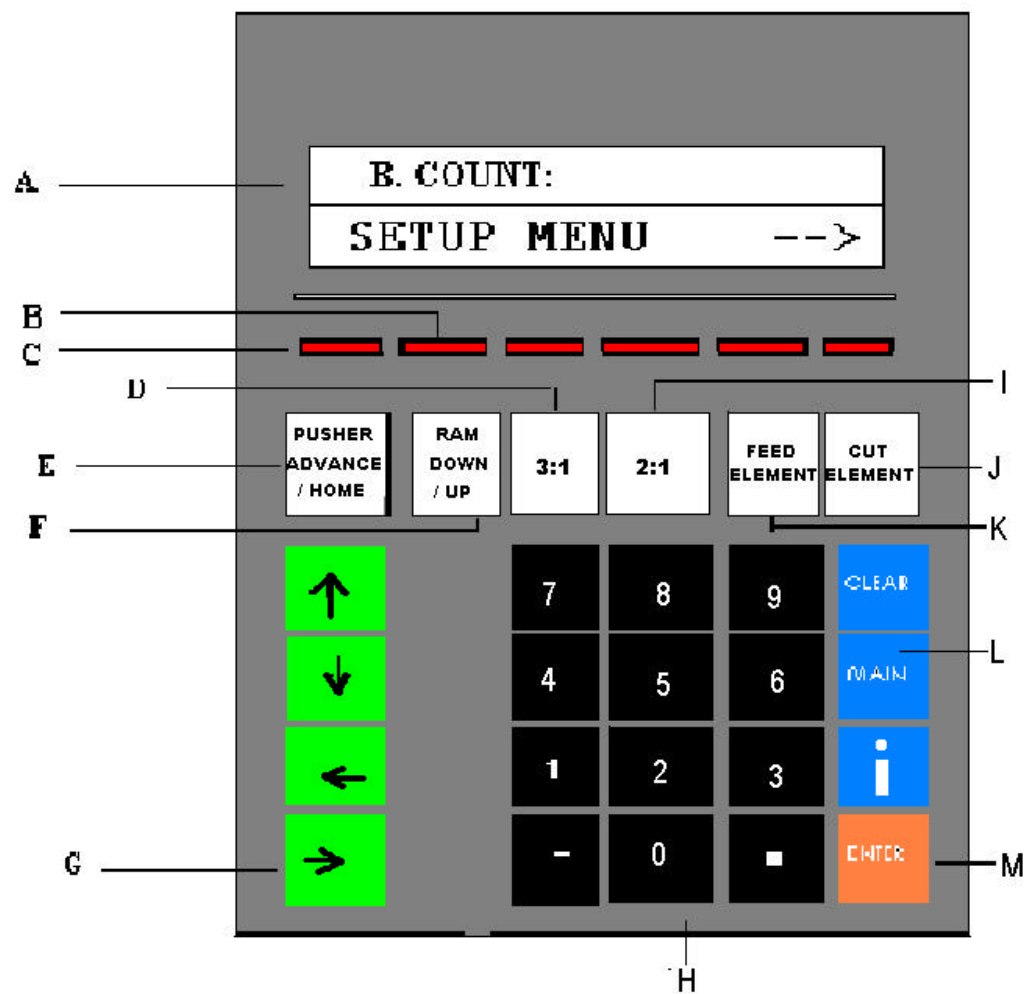 A
B. COUNT:
SETUP MENU -->
B
C
D
I
E
PUSHER
ADVANCE
/ HOME
RAM
DOWN
/ UP
3:1
2:1
FEED
ELEMENT
CUT
ELEMENT
J
F
K
↑
7
8
9
CLEAR
↓
4
5
6
MAIN
L
←
1
2
3
i
G
→
-
0
.
ENTER
M
H